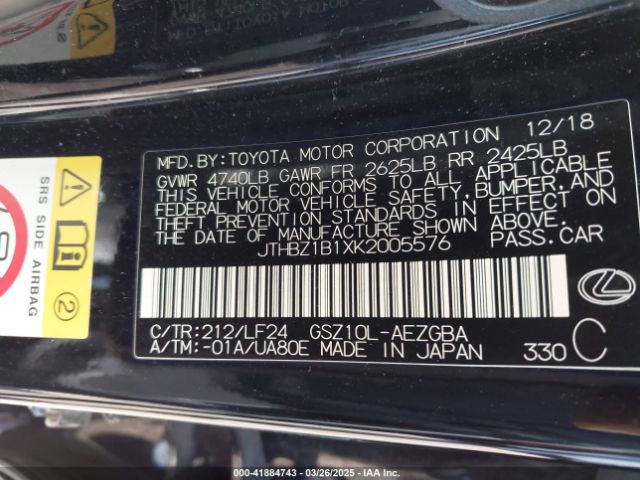 MFD.BY:TOYOTA MOTOR CORPORATION 12/18
GVWR 4740LB GAWR FR 2625LB RR 2425LB
THIS VEHICLE CONFORMS TO ALL APPLICABLE
FEDERAL MOTOR VEHICLE SAFETY, BUMPER, AND
THEFT PREVENTION STANDARDS IN EFFECT ON
THE DATE OF MANUFACTURE SHOWN ABOVE.
JTHBZ1B1XK2005576 PASS.CAR
C/TR:212/LF24 GSZ10L-AEZGBA
A/TM:-01A/UA80E MADE IN JAPAN 330 C
SRS SIDE AIRBAG
2
000-41884743 • 03/26/2025 • IAA Inc.